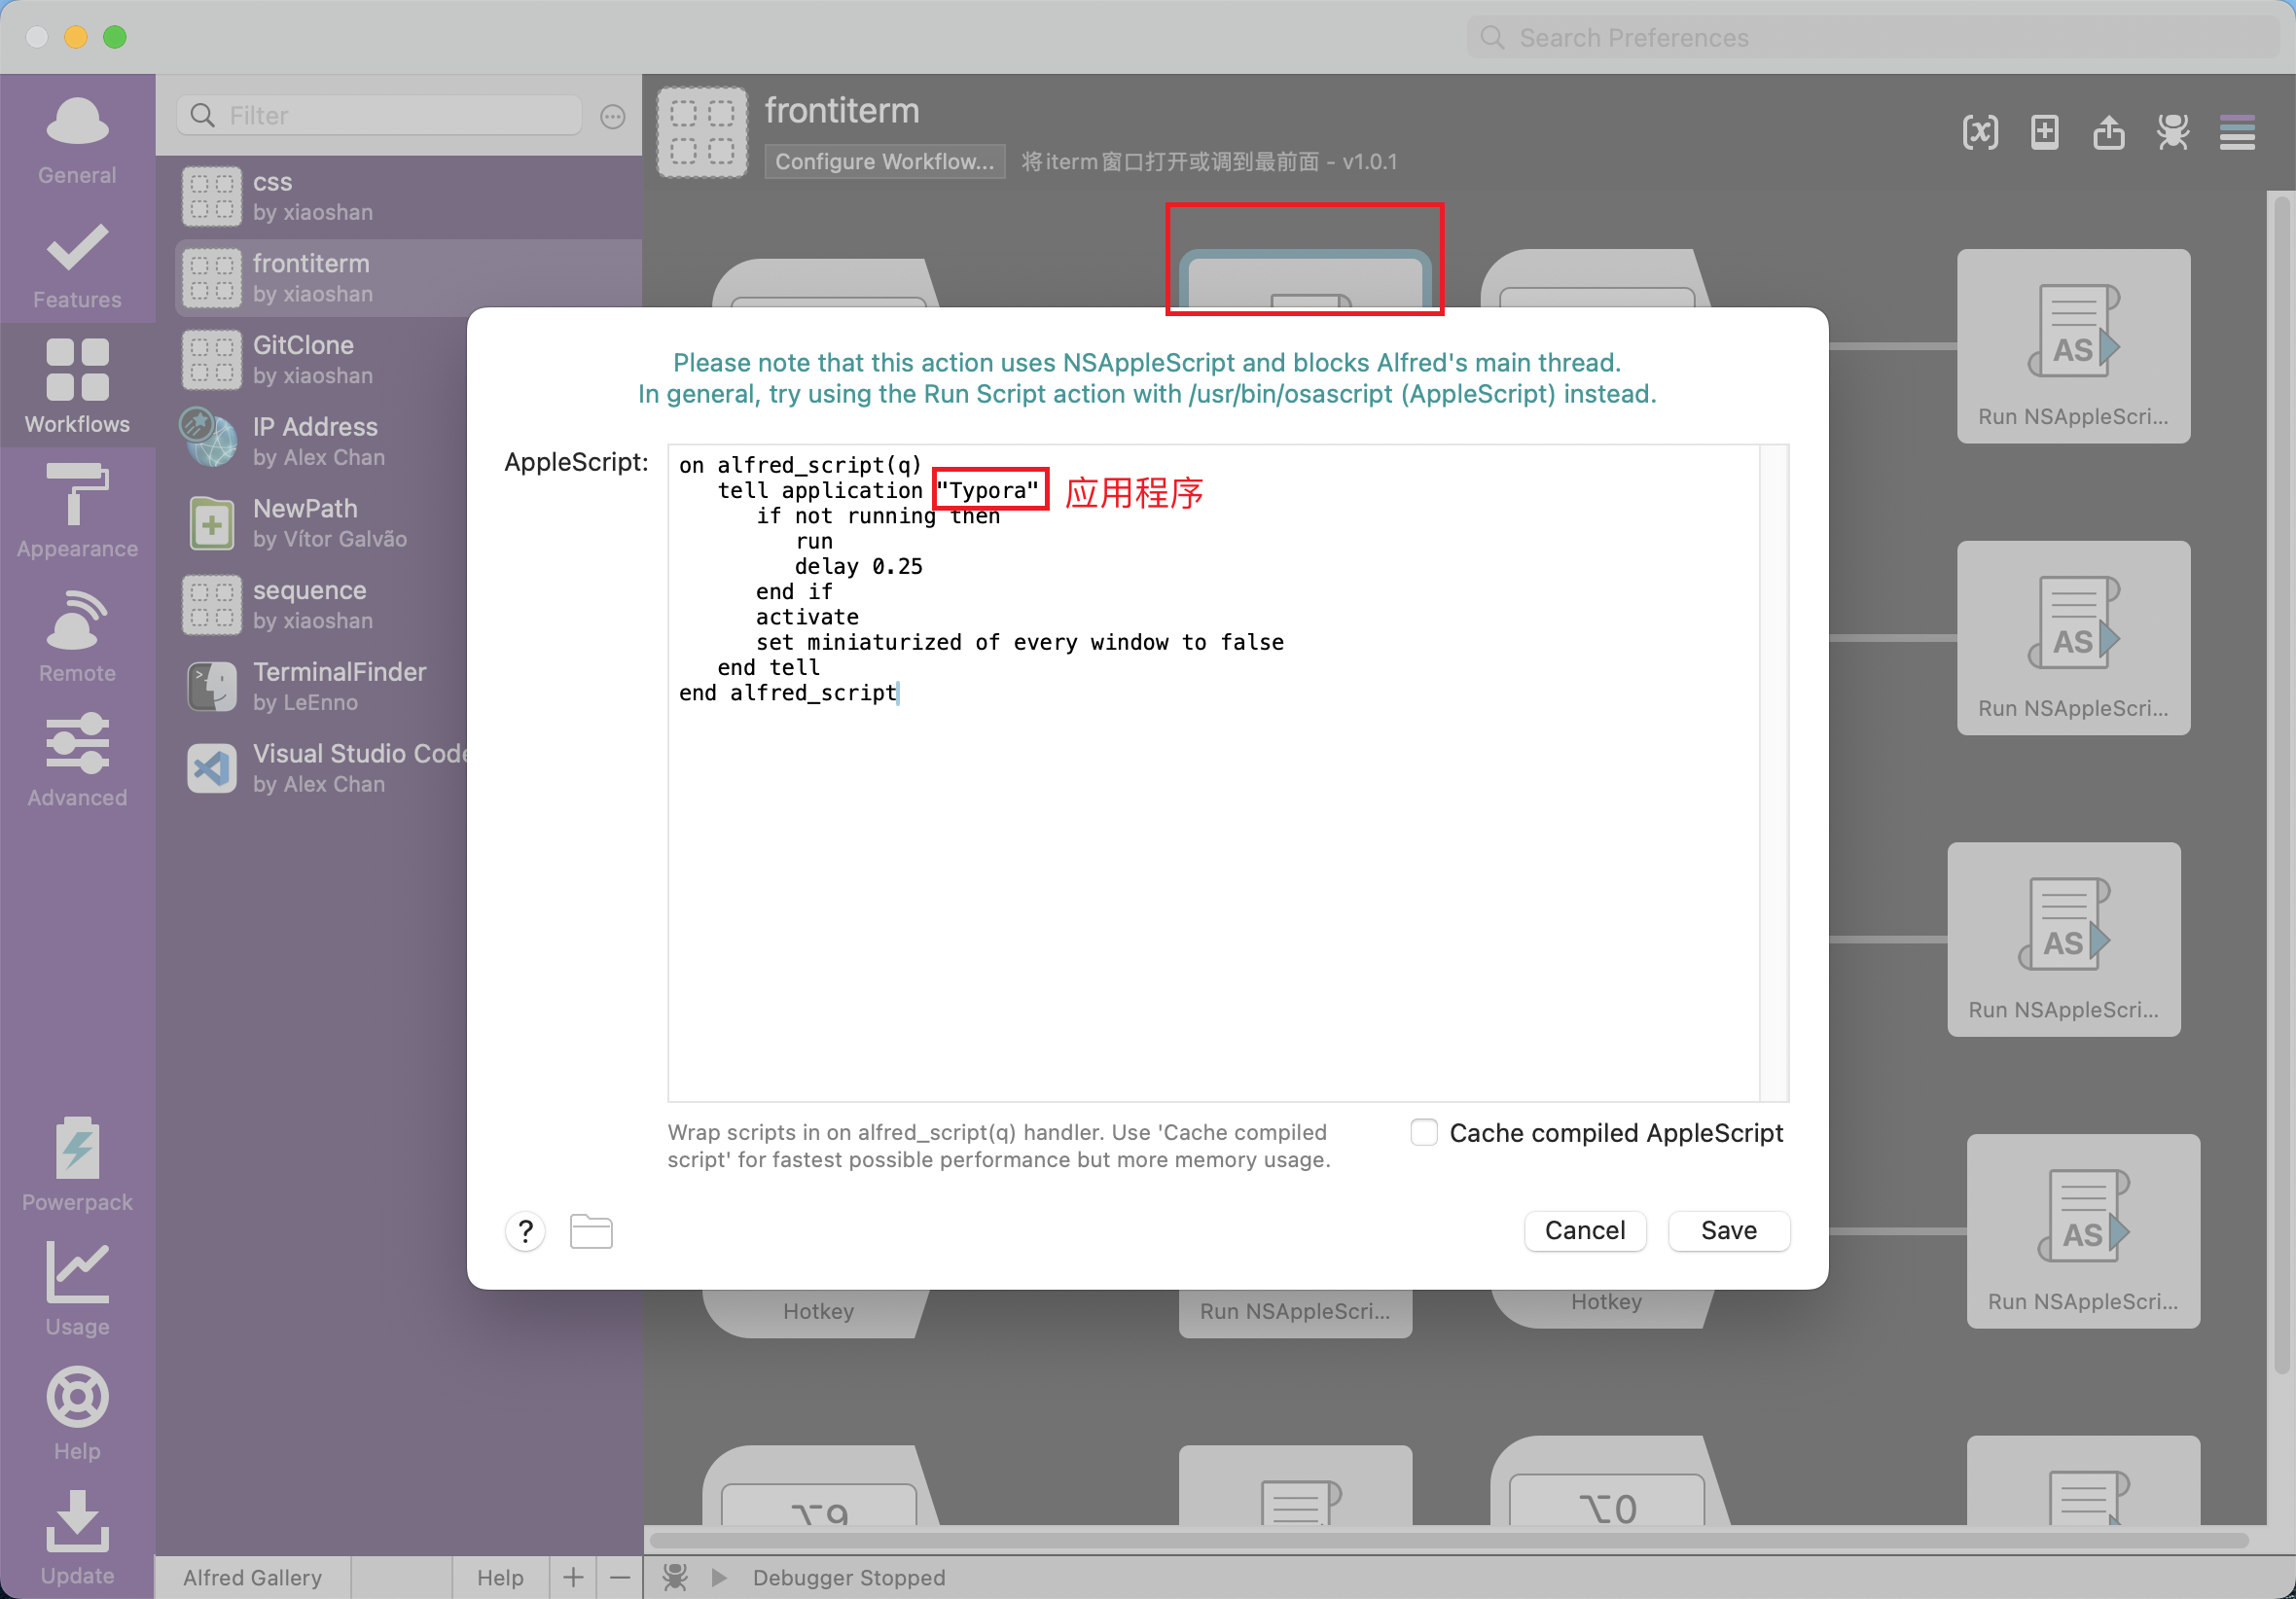 Search Preferences
General
Features
Workflows
Appearance
Remote
Advanced
Powerpack
Usage
Help
Update
Filter
css
by xiaoshan
frontiterm
by xiaoshan
GitClone
by xiaoshan
IP Address
by Alex Chan
NewPath
by Vítor Galvão
sequence
by xiaoshan
TerminalFinder
by LeEnno
Visual Studio Code
by Alex Chan
Alfred Gallery
Help
frontiterm
Configure Workflow...
将iterm窗口打开或调到最前面 - v1.0.1
Please note that this action uses NSAppleScript and blocks Alfred's main thread.
In general, try using the Run Script action with /usr/bin/osascript (AppleScript) instead.
AppleScript:
on alfred_script(q)
tell application "Typora"
应用程序
if not running then
run
delay 0.25
end if
activate
set miniaturized of every window to false
end tell
end alfred_script
Wrap scripts in on alfred_script(q) handler. Use 'Cache compiled
script' for fastest possible performance but more memory usage.
Cache compiled AppleScript
?
Cancel
Save
AS
Run NSAppleScri...
AS
Run NSAppleScri...
AS
Run NSAppleScri...
AS
Run NSAppleScri...
Hotkey
Run NSAppleScri...
Hotkey
⌥9
⌥0
Debugger Stopped